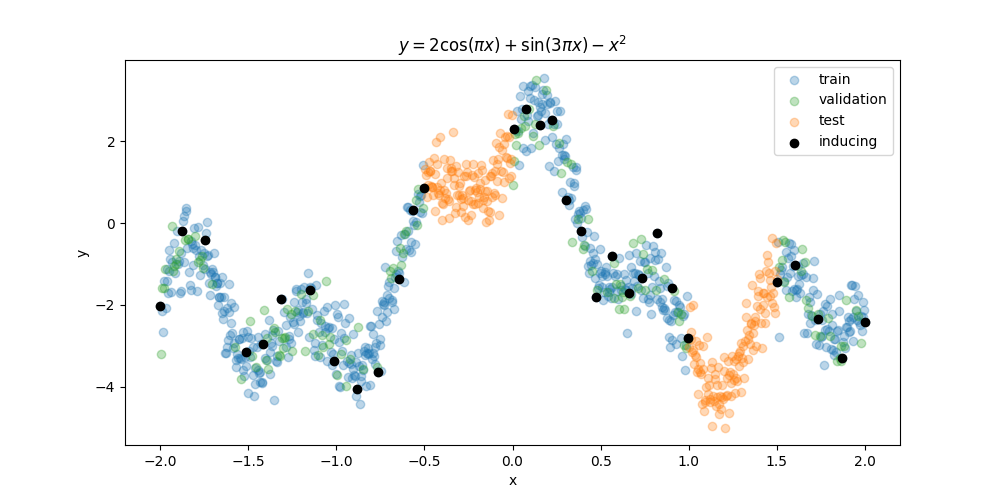 y = 2cos(πx) + sin(3πx) − x²
train
validation
test
inducing
y
2
0
−2
−4
−2.0 −1.5 −1.0 −0.5 0.0 0.5 1.0 1.5 2.0
x